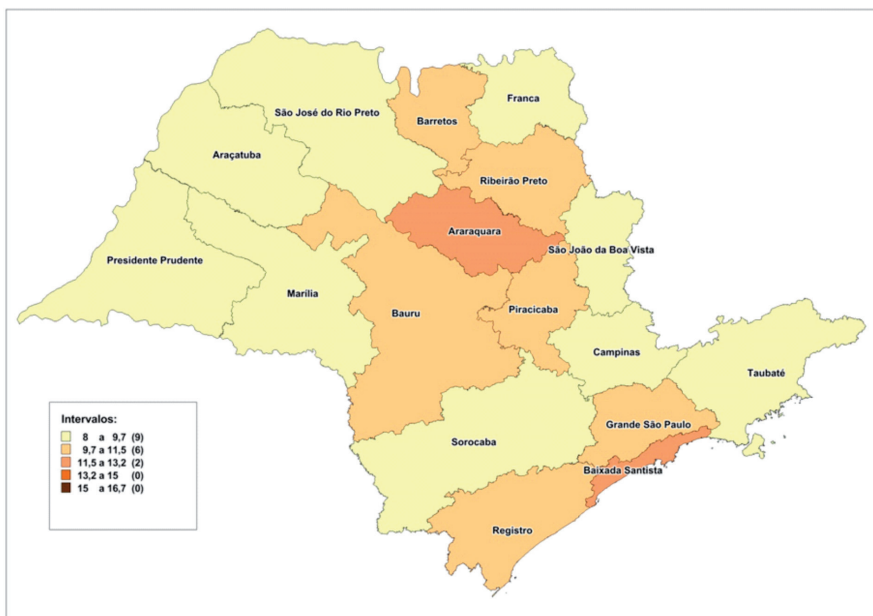 Franca
São José do Rio Preto
Barretos
Araçatuba
Ribeirão Preto
Araraquara
São João da Boa Vista
Presidente Prudente
Marília
Bauru
Piracicaba
Campinas
Taubaté
Intervalos:
8 a 9,7 (9)
9,7 a 11,5 (6)
11,5 a 13,2 (2)
13,2 a 15 (0)
15 a 16,7 (0)
Grande São Paulo
Sorocaba
Baixada Santista
Registro